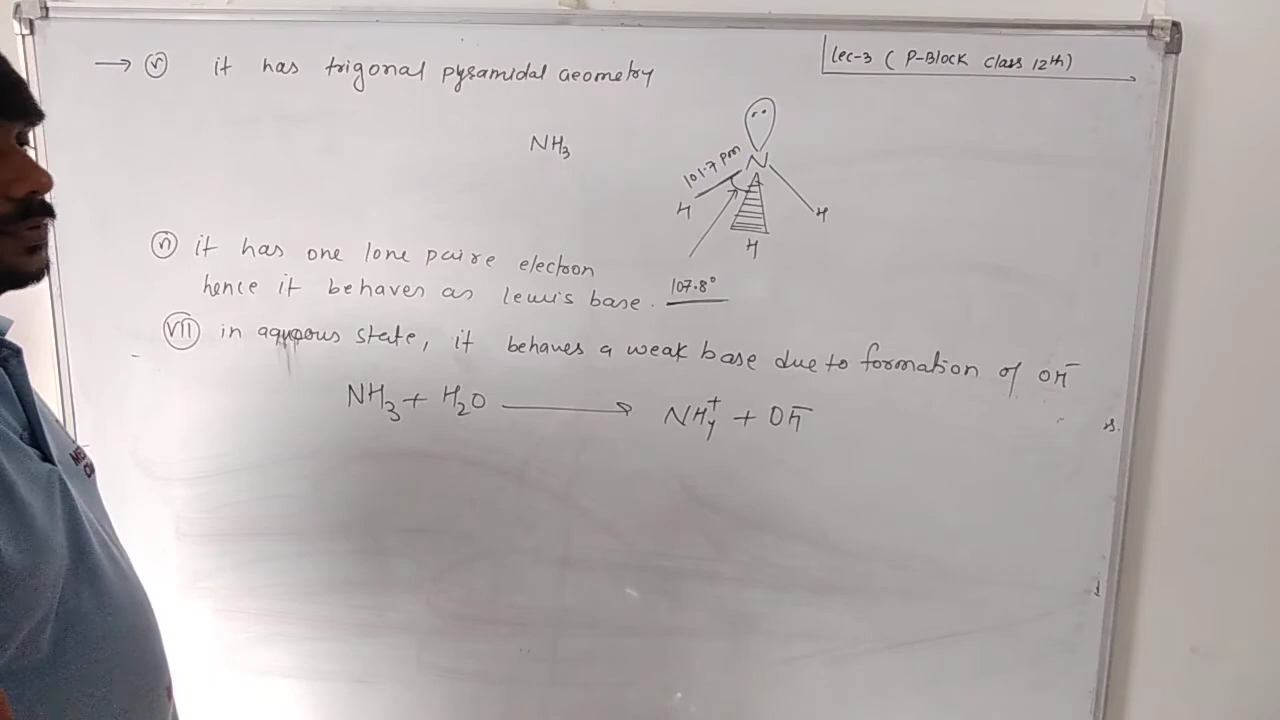 Lec-3 ( P-Block Class 12th)
→ (v) it has trigonal pyramidal Geometry
NH₃
N
101.7 pm
H H
H
107.8°
(vi) it has one lone paire electron
hence it behaves as lewis base.
(VII) in aqueous state, it behaves a weak base due to formation of OH⁻
NH₃ + H₂O → NH₄⁺ + OH⁻